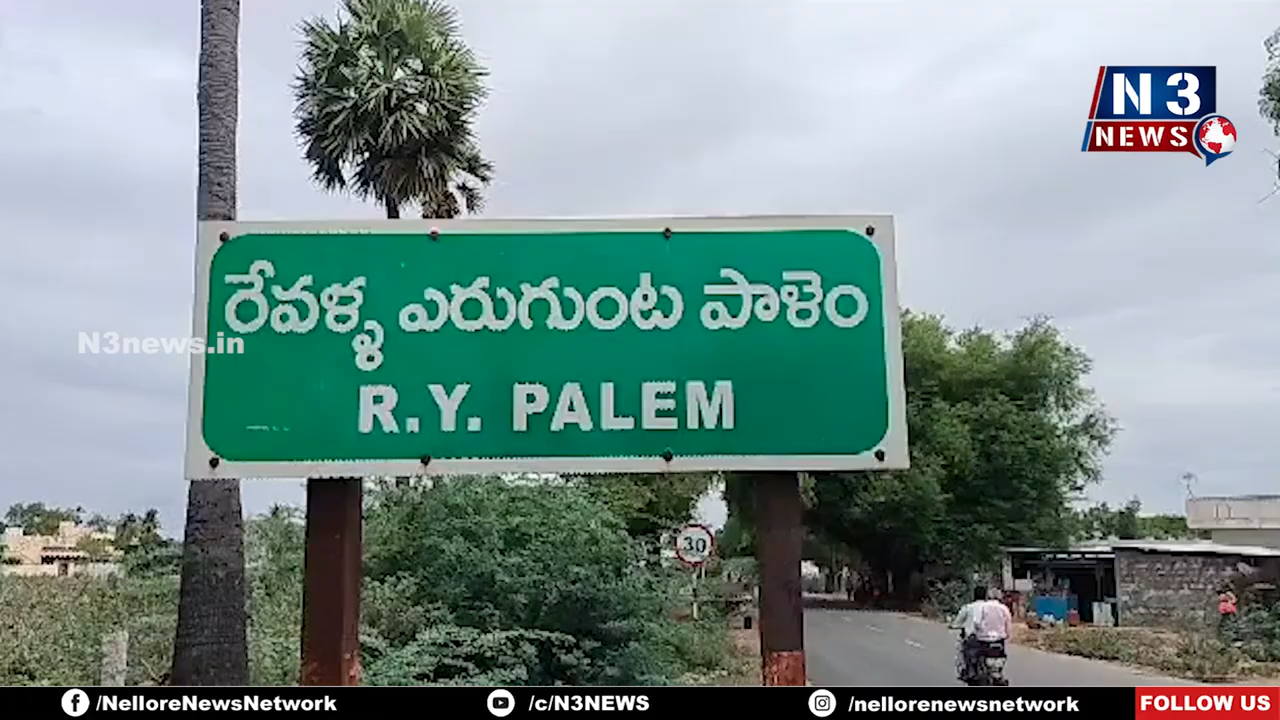 N3
NEWS
రేవళ్ళ ఎరుగుంట పాళెం
N3news.in
R.Y. PALEM
30
/NelloreNewsNetwork
/c/N3NEWS
/nellorenewsnetwork
FOLLOW US